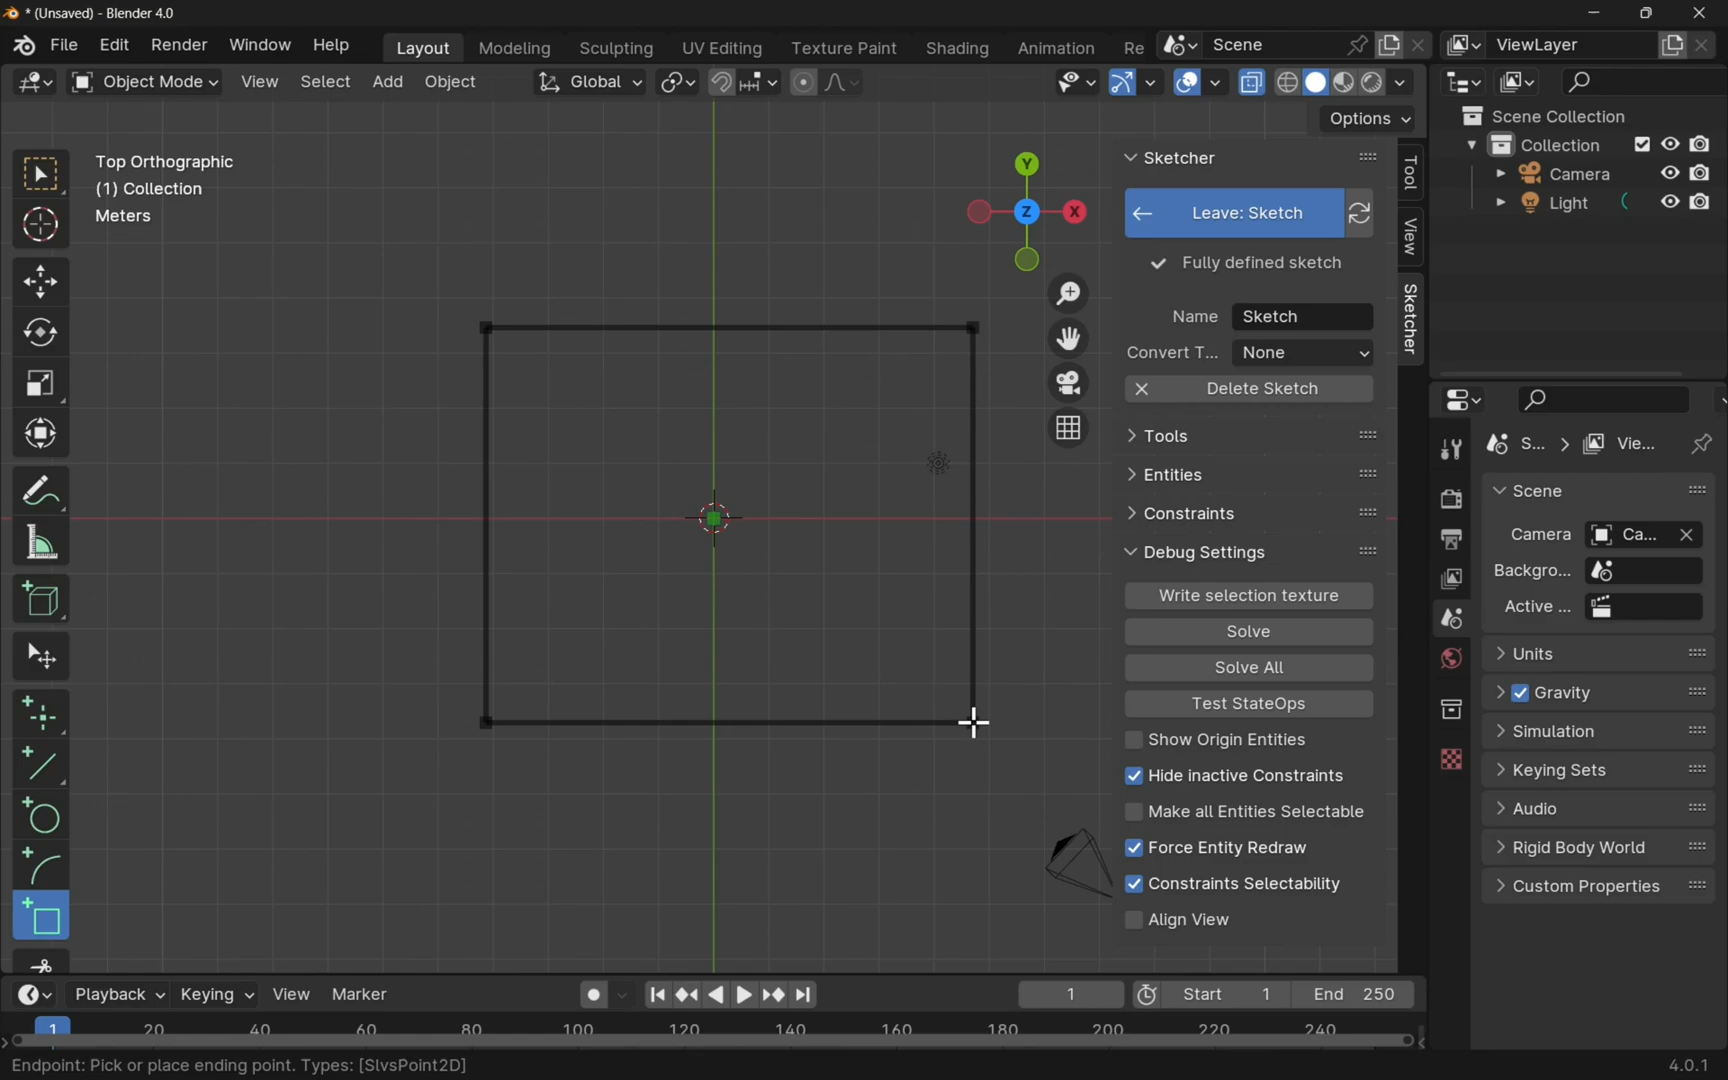 * (Unsaved) - Blender 4.0
File Edit Render Window Help Layout Modeling Sculpting UV Editing Texture Paint Shading Animation Re Scene ViewLayer
Object Mode View Select Add Object Global
Options
Top Orthographic
(1) Collection
Meters
Y
Z
X
Sketcher
Leave: Sketch
Fully defined sketch
Name Sketch
Convert T... None
Delete Sketch
Tools
Entities
Constraints
Debug Settings
Write selection texture
Solve
Solve All
Test StateOps
Show Origin Entities
Hide inactive Constraints
Make all Entities Selectable
Force Entity Redraw
Constraints Selectability
Align View
Tool
View
Sketcher
Scene Collection
Collection
Camera
Light
S... Vie...
Scene
Camera Ca...
Backgro...
Active ...
Units
Gravity
Simulation
Keying Sets
Audio
Rigid Body World
Custom Properties
Playback Keying View Marker 1 Start 1 End 250
1 20 40 60 80 100 120 140 160 180 200 220 240
Endpoint: Pick or place ending point. Types: [SlvsPoint2D] 4.0.1